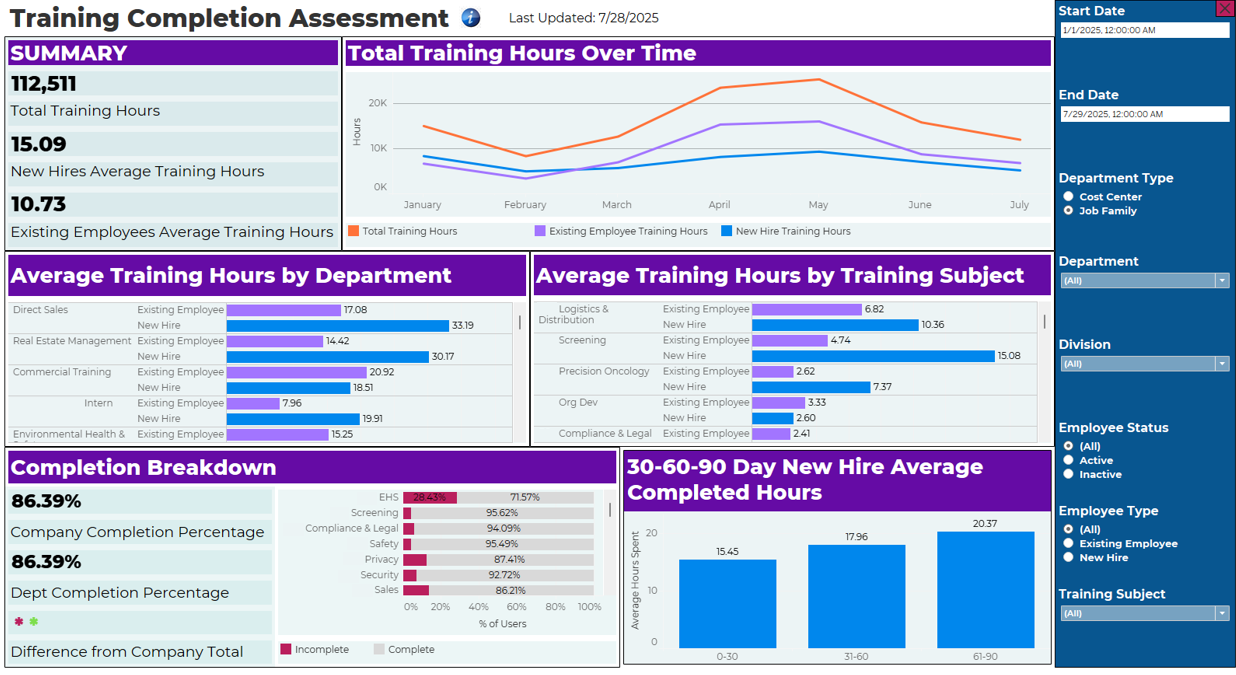 Training Completion Assessment
i
Last Updated: 7/28/2025
SUMMARY
112,511
Total Training Hours
15.09
New Hires Average Training Hours
10.73
Existing Employees Average Training Hours
Total Training Hours Over Time
Hours
20K
10K
0K
January February March April May June July
Total Training Hours Existing Employee Training Hours New Hire Training Hours
Average Training Hours by Department
Direct Sales Existing Employee 17.08
New Hire 33.19
Real Estate Management Existing Employee 14.42
New Hire 30.17
Commercial Training Existing Employee 20.92
New Hire 18.51
Intern Existing Employee 7.96
New Hire 19.91
Environmental Health & Existing Employee 15.25
Average Training Hours by Training Subject
Logistics & Existing Employee 6.82
Distribution New Hire 10.36
Screening Existing Employee 4.74
New Hire 15.08
Precision Oncology Existing Employee 2.62
New Hire 7.37
Org Dev Existing Employee 3.33
New Hire 2.60
Compliance & Legal Existing Employee 2.41
Completion Breakdown
86.39%
Company Completion Percentage
86.39%
Dept Completion Percentage
* *
Difference from Company Total
EHS 28.43% 71.57%
Screening 95.62%
Compliance & Legal 94.09%
Safety 95.49%
Privacy 87.41%
Security 92.72%
Sales 86.21%
0% 20% 40% 60% 80% 100%
% of Users
Incomplete Complete
30-60-90 Day New Hire Average
Completed Hours
Average Hours Spent
20
10
0
15.45
17.96
20.37
0-30 31-60 61-90
Start Date
1/1/2025, 12:00:00 AM
End Date
7/29/2025, 12:00:00 AM
Department Type
Cost Center
Job Family
Department
(All)
Division
(All)
Employee Status
(All)
Active
Inactive
Employee Type
(All)
Existing Employee
New Hire
Training Subject
(All)